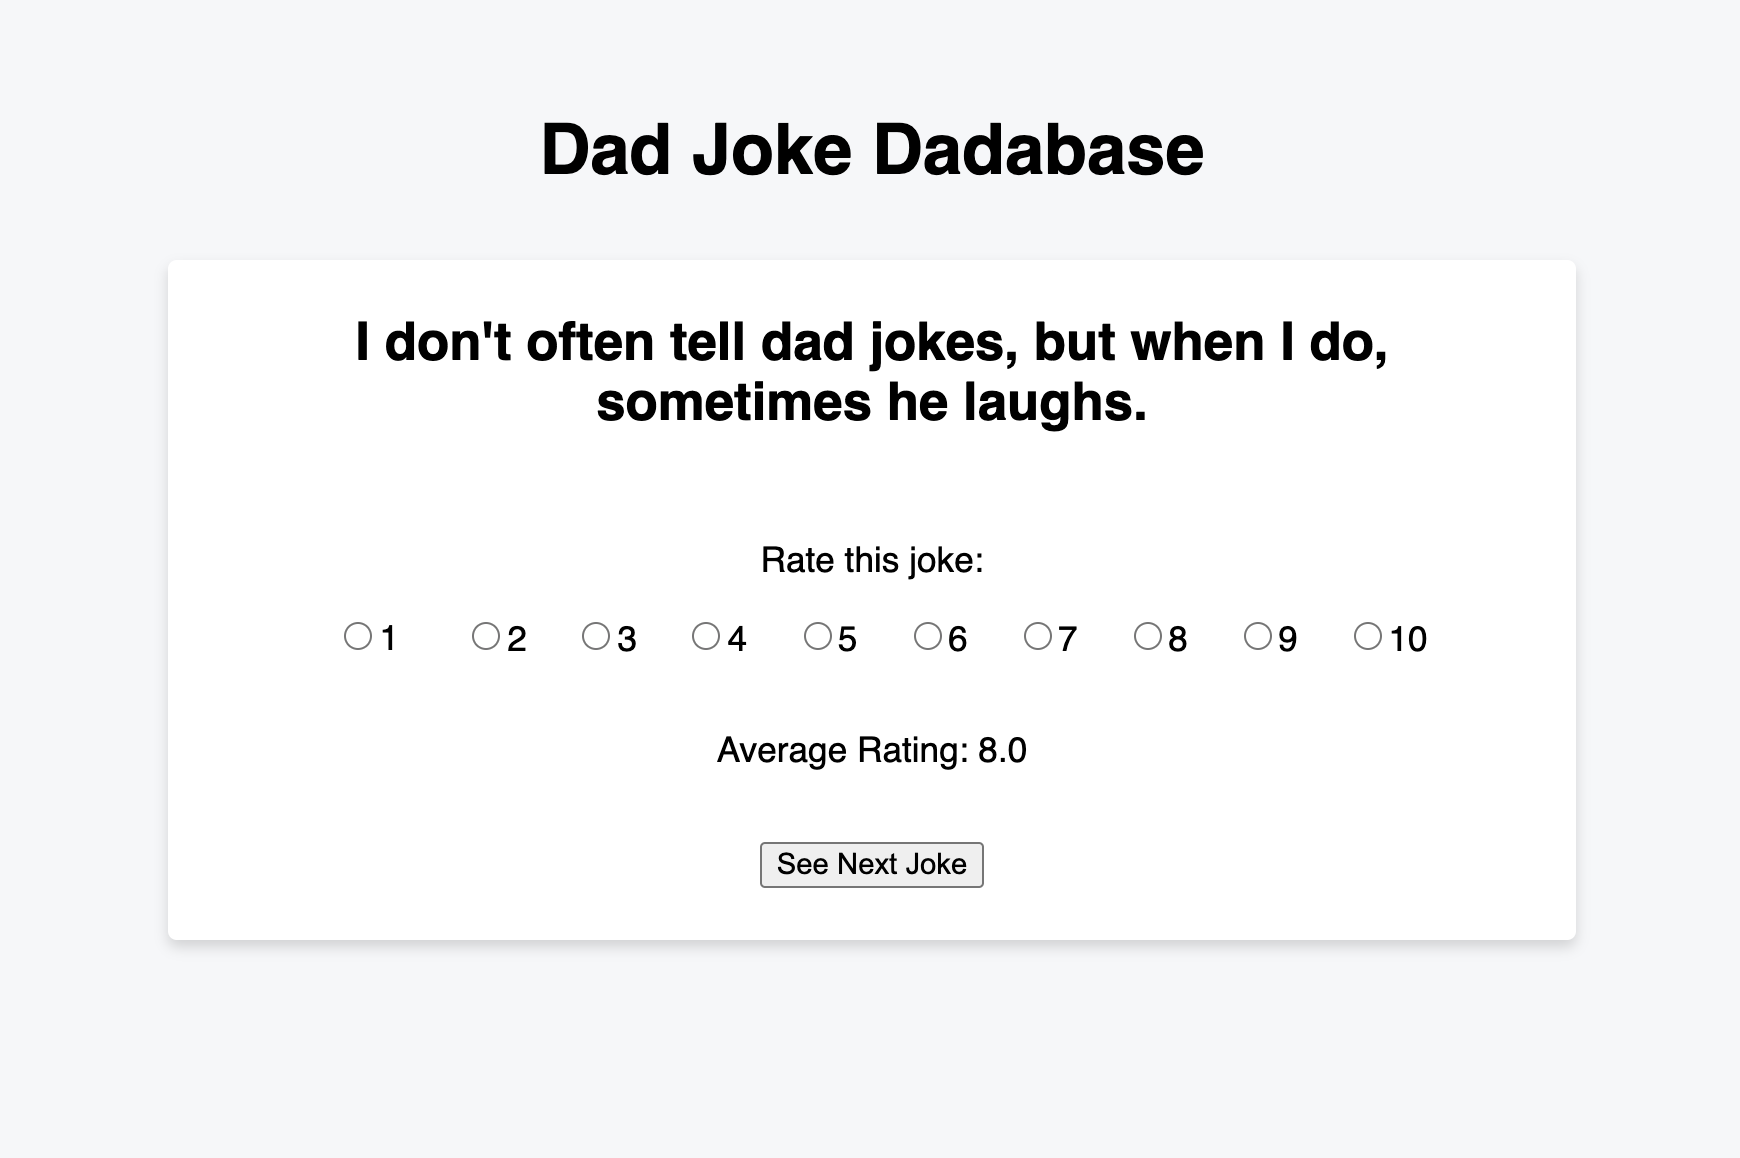 Dad Joke Dadabase
I don't often tell dad jokes, but when I do,
sometimes he laughs.
Rate this joke:
1 2 3 4 5 6 7 8 9 10
Average Rating: 8.0
See Next Joke